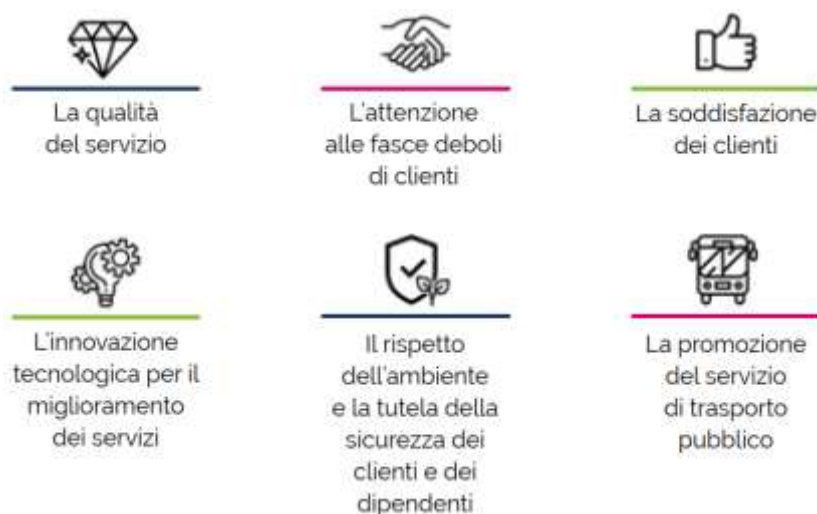 La qualità
del servizio
L'attenzione
alle fasce deboli
di clienti
La soddisfazione
dei clienti
L'innovazione
tecnologica per il
miglioramento
dei servizi
Il rispetto
dell'ambiente
e la tutela della
sicurezza dei
clienti e dei
dipendenti
La promozione
del servizio
di trasporto
pubblico